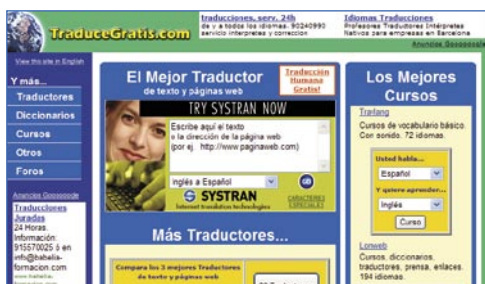 TraduceGratis.com
traducciones, serv. 24h
de y a todos los idiomas. 90240990
servicio interpretes y correccion
Idiomas Traducciones
Profesores Traductores Intérpretes
Nativos para empresas en Barcelona
Anuncios Goooooogle
View this site in English
Y más...
Traductores
Diccionarios
Cursos
Otros
Foros
Anuncios Goooooogle
Traducciones
Juradas
24 Horas.
Información:
915570025 ó en
info@babelia-
formacion.com
www.babelia-
El Mejor Traductor
de texto y páginas web
Traducción
Humana
Gratis!
TRY SYSTRAN NOW
Escribe aquí el texto
o la dirección de la página web
(por ej. http://www.paginaweb.com)
Inglés a Español
GO
SYSTRAN
Internet translation technologies
CARACTERES
ESPECIALES
Más Traductores...
Compara los 3 mejores Traductores
de texto y páginas web
Los Mejores
Cursos
Travlang
Cursos de vocabulario básico.
Con sonido. 72 idiomas.
Usted habla...
Español
Y quiere aprender...
Inglés
Curso
Lonweb
Cursos, diccionarios,
traductores, prensa, enlaces.
194 idiomas.